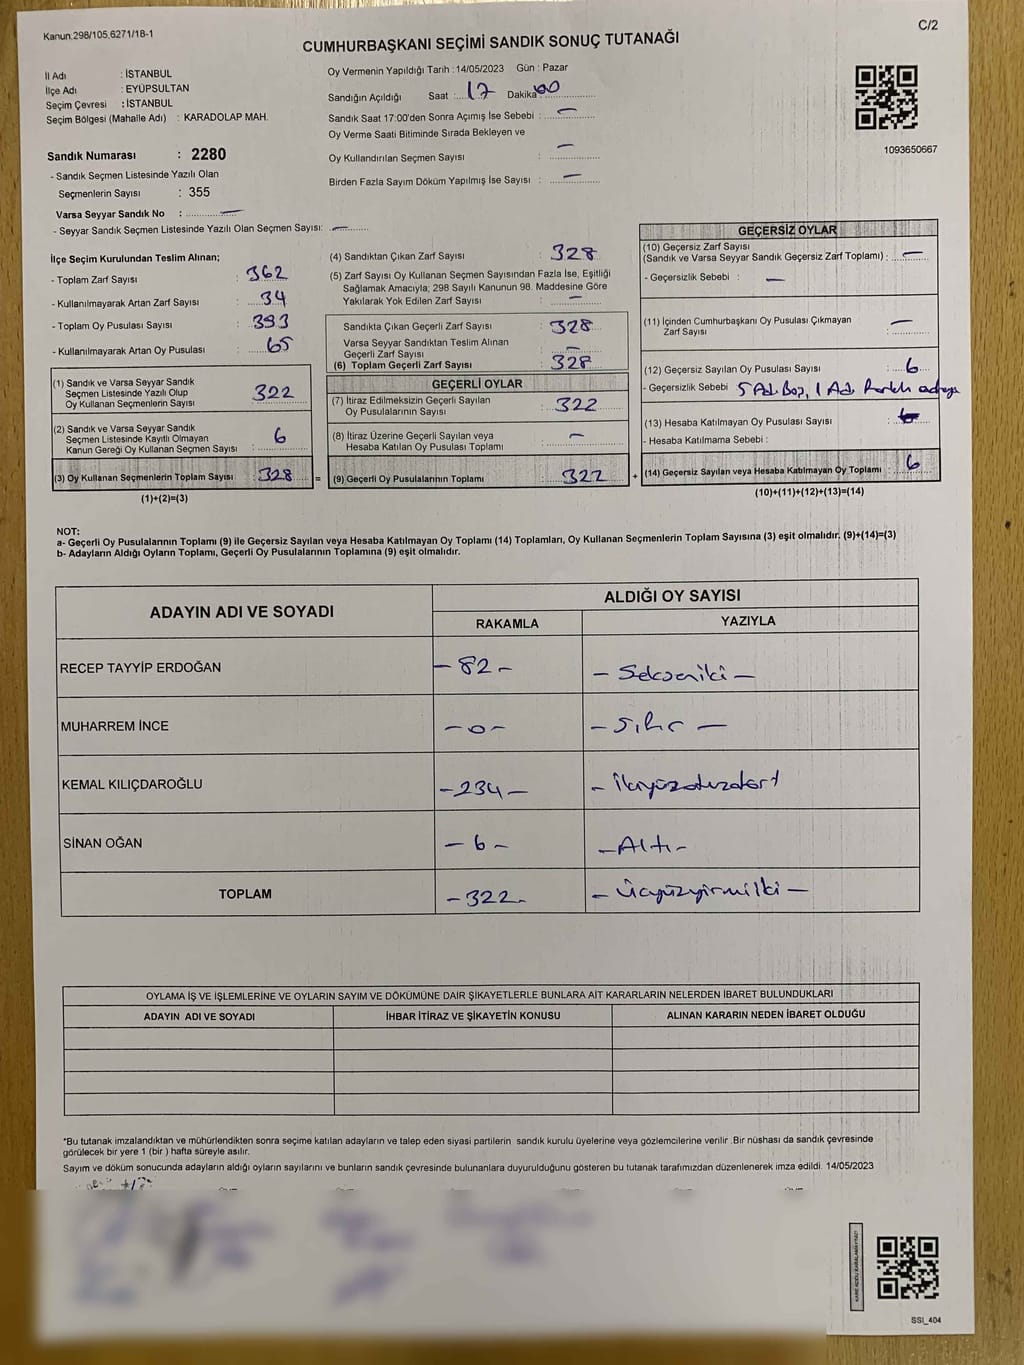 Kanun.298/105,6271/18-1
C/2
CUMHURBAŞKANI SEÇİMİ SANDIK SONUÇ TUTANAĞI
İl Adı : İSTANBUL
İlçe Adı : EYÜPSULTAN
Seçim Çevresi : İSTANBUL
Seçim Bölgesi (Mahalle Adı) : KARADOLAP MAH.
Sandık Numarası : 2280
- Sandık Seçmen Listesinde Yazılı Olan
Seçmenlerin Sayısı : 355
Varsa Seyyar Sandık No : —
- Seyyar Sandık Seçmen Listesinde Yazılı Olan Seçmen Sayısı: —
Oy Vermenin Yapıldığı Tarih : 14/05/2023 Gün : Pazar
Sandığın Açıldığı Saat : 17 Dakika 00
Sandık Saat 17:00'den Sonra Açımış İse Sebebi : —
Oy Verme Saati Bitiminde Sırada Bekleyen ve
Oy Kullandırılan Seçmen Sayısı : —
Birden Fazla Sayım Döküm Yapılmış İse Sayısı : —
1093650667
İlçe Seçim Kurulundan Teslim Alınan;
- Toplam Zarf Sayısı : 362
- Kullanılmayarak Artan Zarf Sayısı : 34
- Toplam Oy Pusulası Sayısı : 393
- Kullanılmayarak Artan Oy Pusulası : 65
(1) Sandık ve Varsa Seyyar Sandık
Seçmen Listesinde Yazılı Olup
Oy Kullanan Seçmenlerin Sayısı : 322
(2) Sandık ve Varsa Seyyar Sandık
Seçmen Listesinde Kayıtlı Olmayan
Kanun Gereği Oy Kullanan Seçmen Sayısı : 6
(3) Oy Kullanan Seçmenlerin Toplam Sayısı : 328 =
(1)+(2)=(3)
(4) Sandıktan Çıkan Zarf Sayısı : 328
(5) Zarf Sayısı Oy Kullanan Seçmen Sayısından Fazla İse, Eşitliği
Sağlamak Amacıyla; 298 Sayılı Kanunun 98. Maddesine Göre
Yakılarak Yok Edilen Zarf Sayısı : —
Sandıkta Çıkan Geçerli Zarf Sayısı : 328
Varsa Seyyar Sandıktan Teslim Alınan
Geçerli Zarf Sayısı : —
(6) Toplam Geçerli Zarf Sayısı : 328
GEÇERLİ OYLAR
(7) İtiraz Edilmeksizin Geçerli Sayılan
Oy Pusulalarının Sayısı : 322
(8) İtiraz Üzerine Geçerli Sayılan veya
Hesaba Katılan Oy Pusulası Toplamı : —
(9) Geçerli Oy Pusulalarının Toplamı : 322 +
GEÇERSİZ OYLAR
(10) Geçersiz Zarf Sayısı
(Sandık ve Varsa Seyyar Sandık Geçersiz Zarf Toplamı) : —
- Geçersizlik Sebebi : —
(11) İçinden Cumhurbaşkanı Oy Pusulası Çıkmayan
Zarf Sayısı : —
(12) Geçersiz Sayılan Oy Pusulası Sayısı : 6
- Geçersizlik Sebebi 5 Ad. Boş, 1 Ad.
(13) Hesaba Katılmayan Oy Pusulası Sayısı :
- Hesaba Katılmama Sebebi :
(14) Geçersiz Sayılan veya Hesaba Katılmayan Oy Toplamı : 6
(10)+(11)+(12)+(13)=(14)
NOT:
a- Geçerli Oy Pusulalarının Toplamı (9) ile Geçersiz Sayılan veya Hesaba Katılmayan Oy Toplamı (14) Toplamları, Oy Kullanan Seçmenlerin Toplam Sayısına (3) eşit olmalıdır. (9)+(14)=(3)
b- Adayların Aldığı Oyların Toplamı, Geçerli Oy Pusulalarının Toplamına (9) eşit olmalıdır.
ADAYIN ADI VE SOYADI ALDIĞI OY SAYISI
RAKAMLA YAZIYLA
RECEP TAYYİP ERDOĞAN – 82 – – Sekseniki –
MUHARREM İNCE – 0 – – Sıfır –
KEMAL KILIÇDAROĞLU – 234 – – İkiyüzotuzdört
SİNAN OĞAN – 6 – – Altı –
TOPLAM – 322 – – Üçyüzyirmiiki –
OYLAMA İŞ VE İŞLEMLERİNE VE OYLARIN SAYIM VE DÖKÜMÜNE DAİR ŞİKAYETLERLE BUNLARA AİT KARARLARIN NELERDEN İBARET BULUNDUKLARI
ADAYIN ADI VE SOYADI İHBAR İTİRAZ VE ŞİKAYETİN KONUSU ALINAN KARARIN NEDEN İBARET OLDUĞU
*Bu tutanak imzalandıktan ve mühürlendikten sonra seçime katılan adayların ve talep eden siyasi partilerin sandık kurulu üyelerine veya gözlemcilerine verilir .Bir nüshası da sandık çevresinde
görülecek bir yere 1 (bir ) hafta süreyle asılır.
Sayım ve döküm sonucunda adayların aldığı oyların sayılarını ve bunların sandık çevresinde bulunanlara duyurulduğunu gösteren bu tutanak tarafımızdan düzenlenerek imza edildi. 14/05/2023
SSI_404